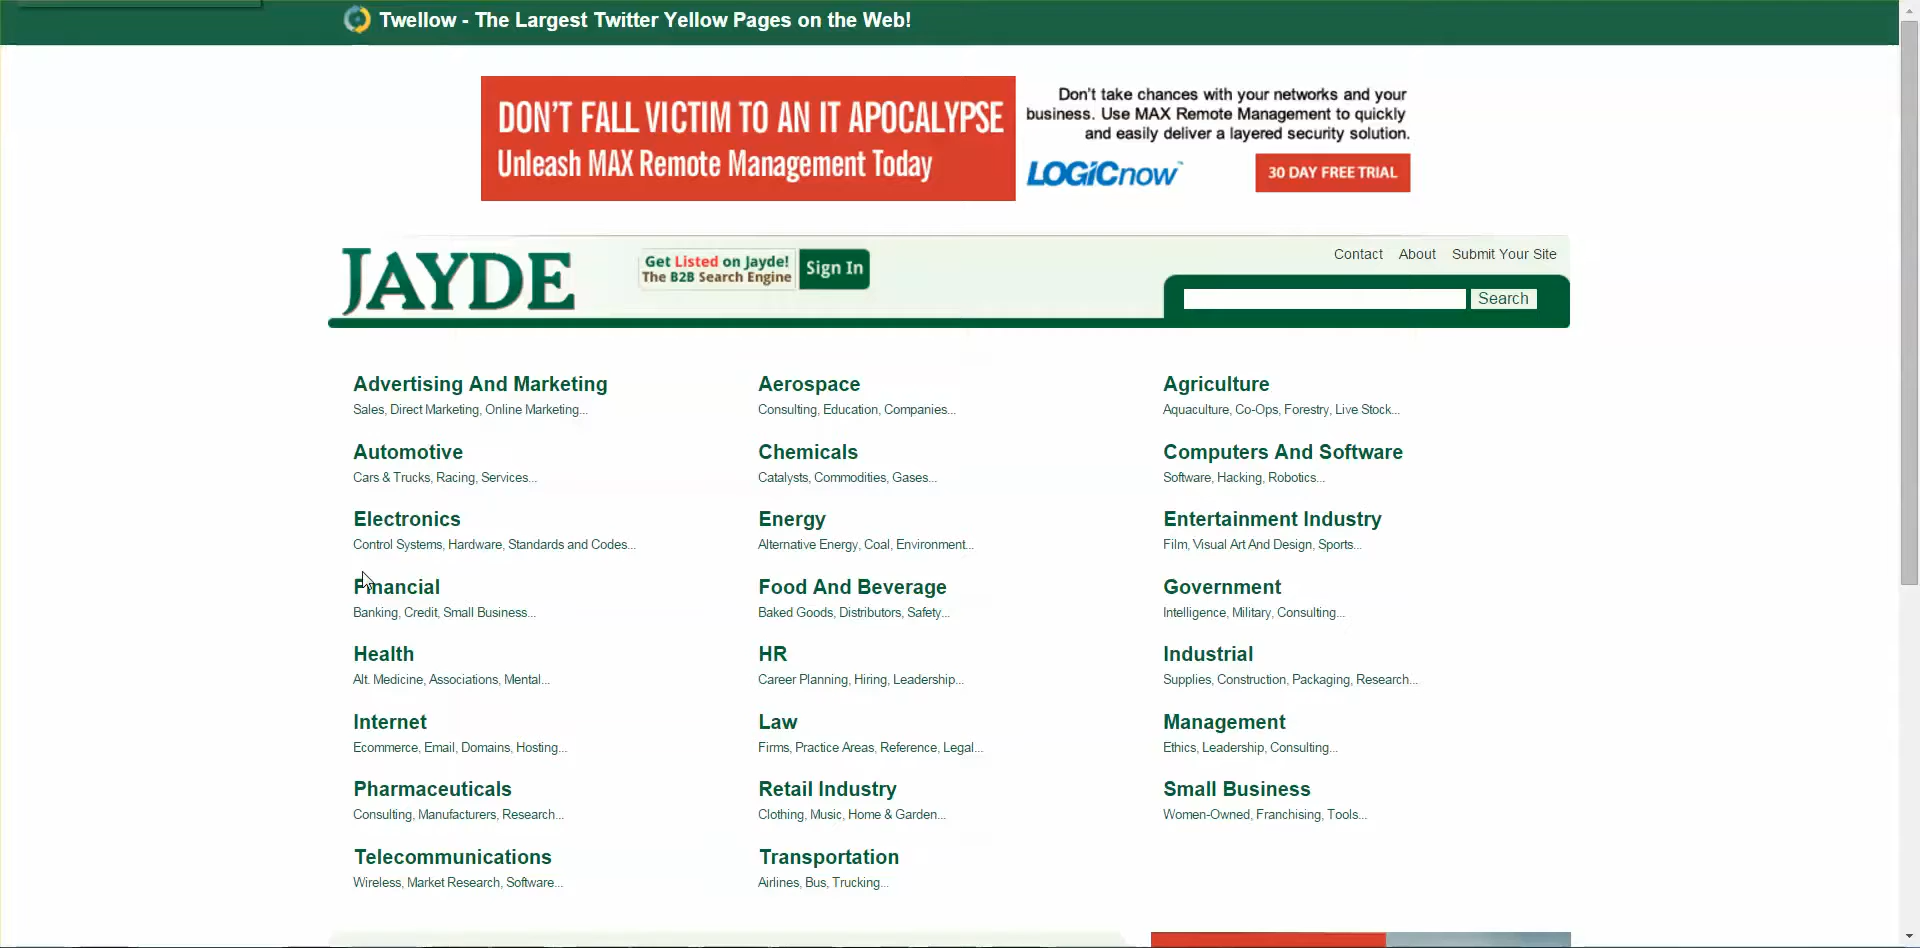 Twellow - The Largest Twitter Yellow Pages on the Web!
DON'T FALL VICTIM TO AN IT APOCALYPSE
Unleash MAX Remote Management Today
Don't take chances with your networks and your
business. Use MAX Remote Management to quickly
and easily deliver a layered security solution.
LOGiCnow™
30 DAY FREE TRIAL
JAYDE
Get Listed on Jayde!
The B2B Search Engine
Sign In
Contact About Submit Your Site
Search
Advertising And Marketing
Sales, Direct Marketing, Online Marketing...
Aerospace
Consulting, Education, Companies...
Agriculture
Aquaculture, Co-Ops, Forestry, Live Stock...
Automotive
Cars & Trucks, Racing, Services...
Chemicals
Catalysts, Commodities, Gases...
Computers And Software
Software, Hacking, Robotics...
Electronics
Control Systems, Hardware, Standards and Codes...
Energy
Alternative Energy, Coal, Environment...
Entertainment Industry
Film, Visual Art And Design, Sports...
Financial
Banking, Credit, Small Business...
Food And Beverage
Baked Goods, Distributors, Safety...
Government
Intelligence, Military, Consulting...
Health
Alt. Medicine, Associations, Mental...
HR
Career Planning, Hiring, Leadership...
Industrial
Supplies, Construction, Packaging, Research...
Internet
Ecommerce, Email, Domains, Hosting...
Law
Firms, Practice Areas, Reference, Legal...
Management
Ethics, Leadership, Consulting...
Pharmaceuticals
Consulting, Manufacturers, Research...
Retail Industry
Clothing, Music, Home & Garden...
Small Business
Women-Owned, Franchising, Tools...
Telecommunications
Wireless, Market Research, Software...
Transportation
Airlines, Bus, Trucking...